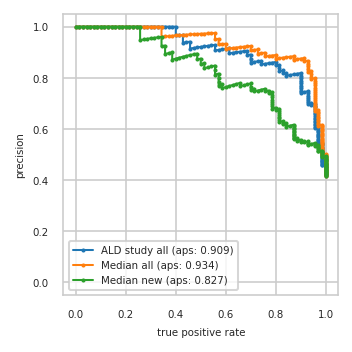 1.0
0.8
0.6
0.4
0.2
0.0
precision
ALD study all (aps: 0.909)
Median all (aps: 0.934)
Median new (aps: 0.827)
0.0 0.2 0.4 0.6 0.8 1.0
true positive rate